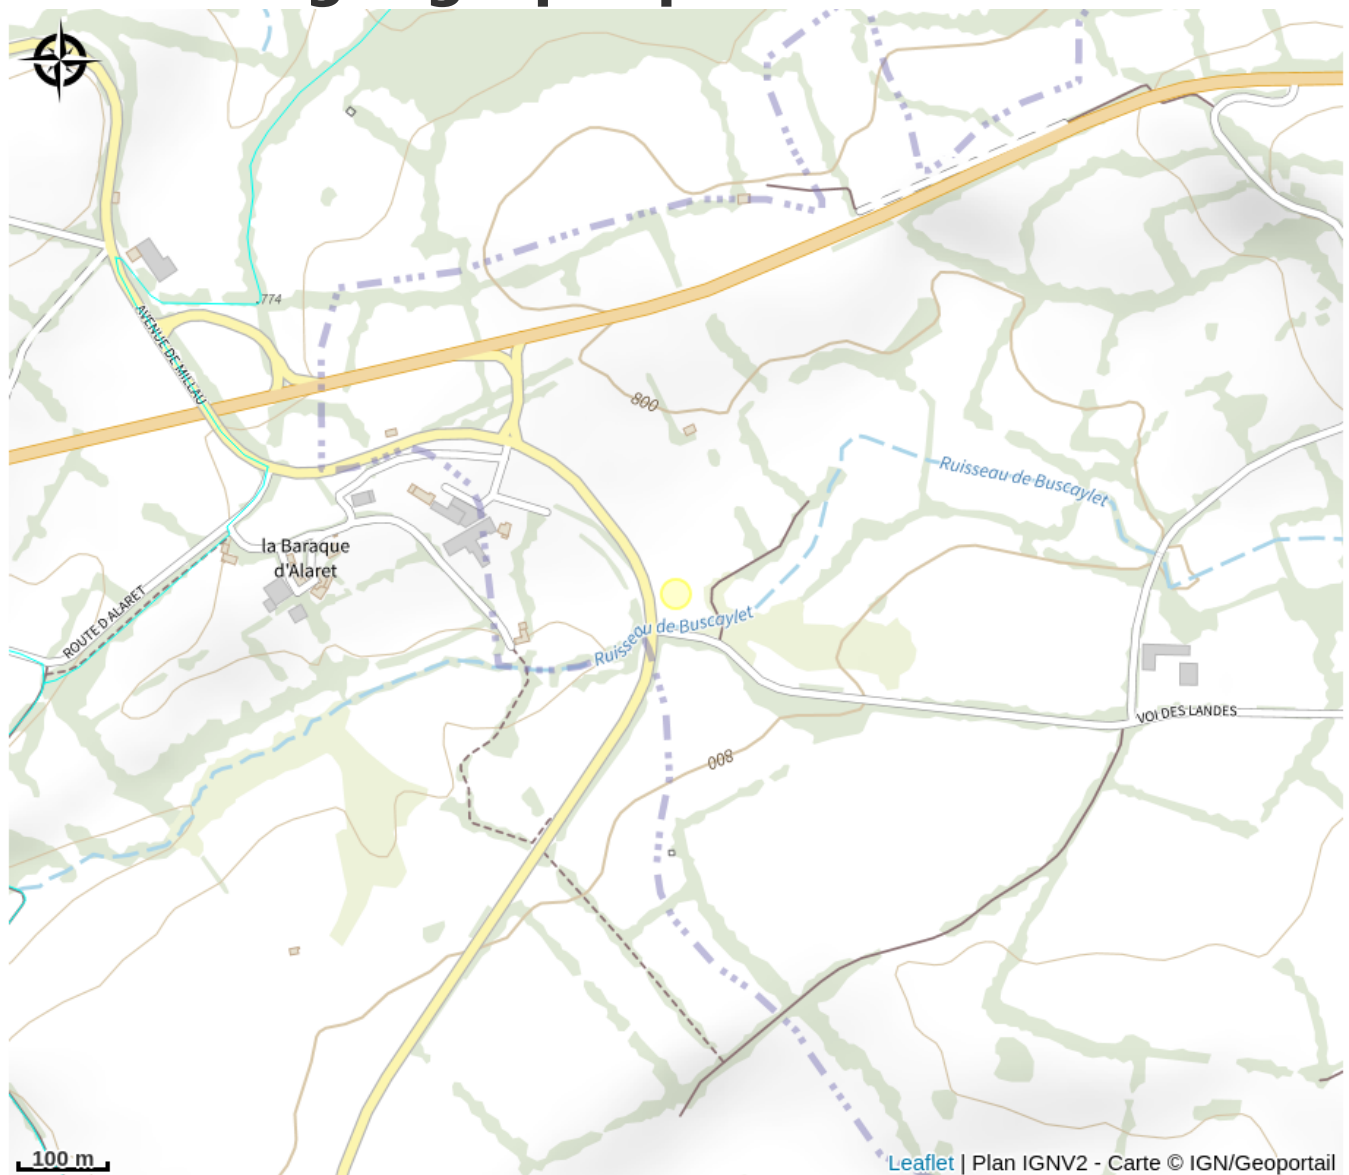 774
AVENUE DE MILLAU
800
Ruisseau de Buscaylet
la Baraque
d'Alaret
ROUTE D ALARET
Ruisseau de Buscaylet
VOI DES LANDES
800
100 m
Leaflet | Plan IGNV2 - Carte © IGN/Geoportail